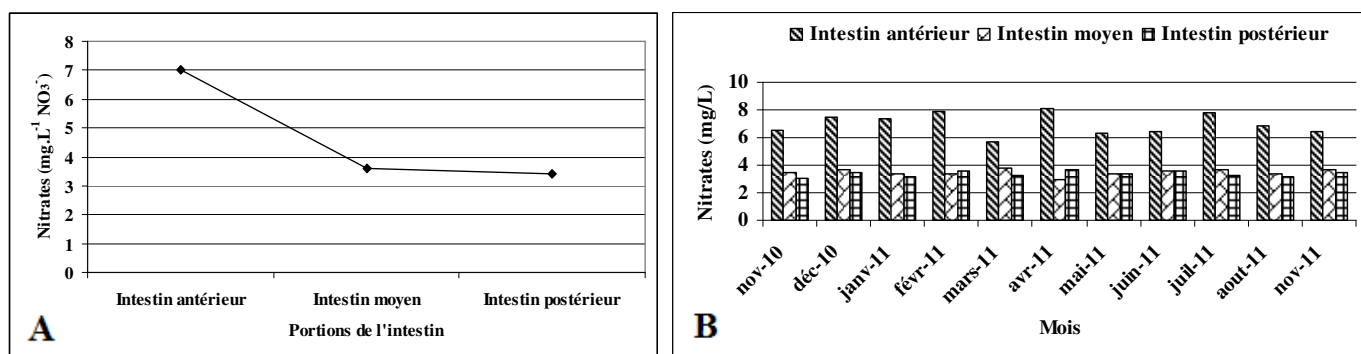 8
7
6
5
4
3
2
1
0
Nitrates (mg.L⁻¹ NO₃⁻)
Intestin antérieur Intestin moyen Intestin postérieur
Portions de l'intestin
A
Intestin antérieur Intestin moyen Intestin postérieur
10
8
6
4
2
0
Nitrates (mg/L)
nov-10 déc-10 janv-11 févr-11 mars-11 avr-11 mai-11 juin-11 juil-11 aout-11 nov-11
Mois
B